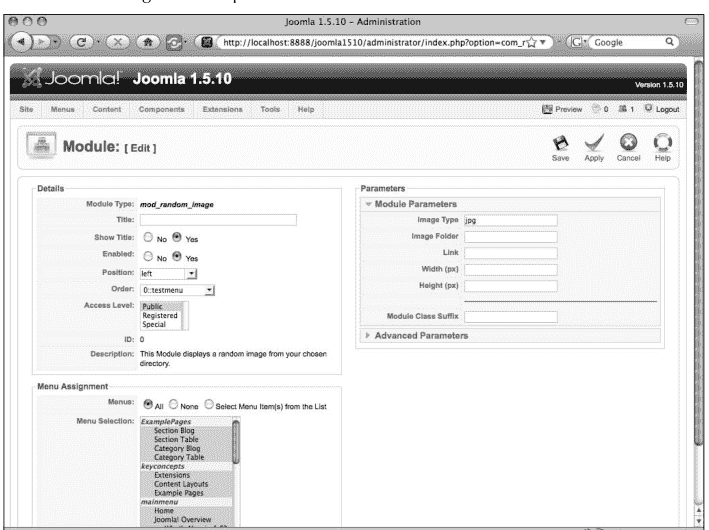 Joomla 1.5.10 – Administration
http://localhost:8888/joomla1510/administrator/index.php?option=com_
Google
Joomla! Joomla 1.5.10
Version 1.5.10
Site Menus Content Components Extensions Tools Help
Preview 0 1 Logout
Module: [ Edit ]
Save Apply Cancel Help
Details
Module Type: mod_random_image
Title:
Show Title: No Yes
Enabled: No Yes
Position: left
Order: 0::testmenu
Access Level: Public
Registered
Special
ID: 0
Description: This Module displays a random image from your chosen
directory.
Parameters
Module Parameters
Image Type jpg
Image Folder
Link
Width (px)
Height (px)
Module Class Suffix
Advanced Parameters
Menu Assignment
Menus: All None Select Menu Item(s) from the List
Menu Selection: ExamplePages
Section Blog
Section Table
Category Blog
Category Table
keyconcepts
Extensions
Content Layouts
Example Pages
mainmenu
Home
Joomla! Overview